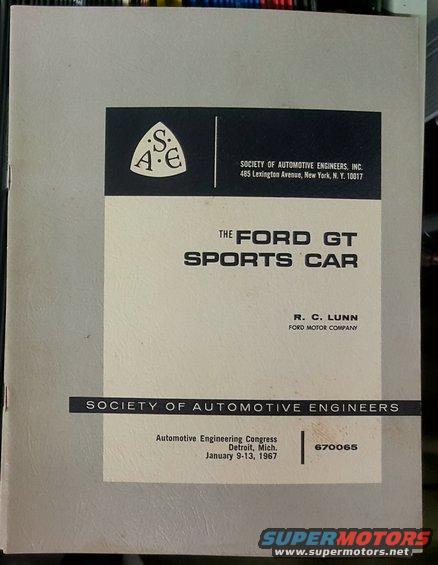 S
A E
SOCIETY OF AUTOMOTIVE ENGINEERS, INC.
485 Lexington Avenue, New York, N. Y. 10017
THE FORD GT
SPORTS CAR
R. C. LUNN
FORD MOTOR COMPANY
SOCIETY OF AUTOMOTIVE ENGINEERS
Automotive Engineering Congress
Detroit, Mich.
January 9-13, 1967
670065
SUPERMOTORS
www.supermotors.net